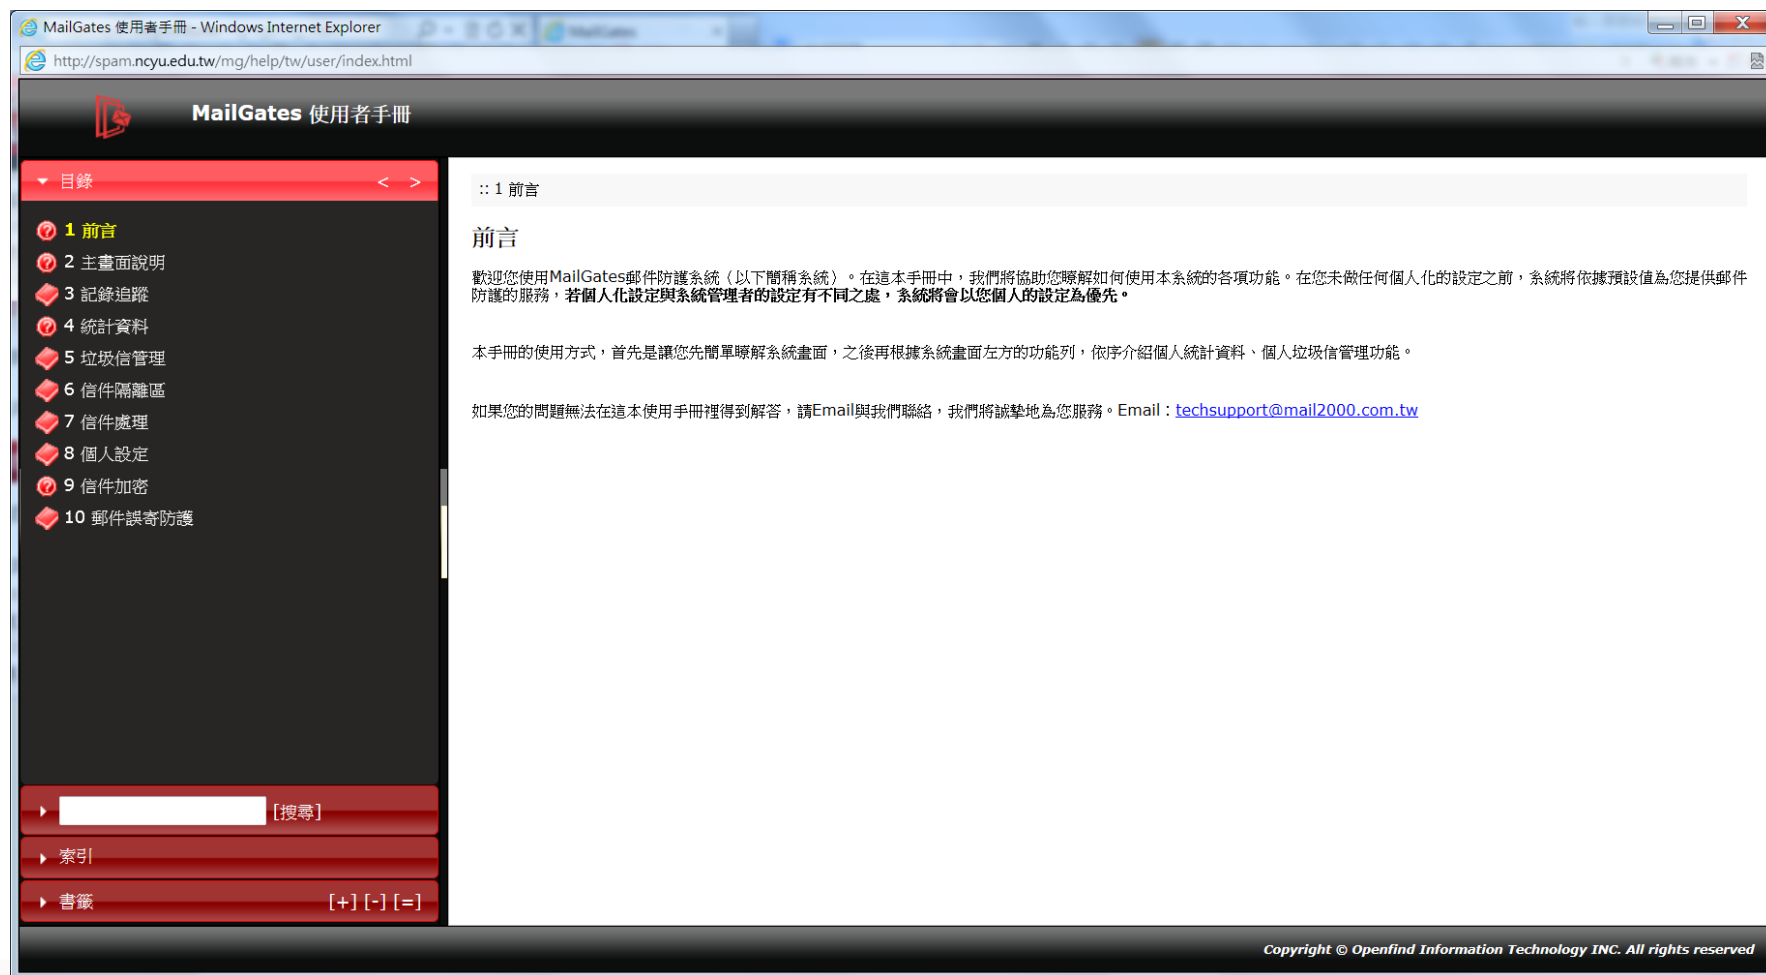 MailGates 使用者手冊 - Windows Internet Explorer
http://spam.ncyu.edu.tw/mg/help/tw/user/index.html
MailGates 使用者手冊
目錄 < >
1 前言
2 主畫面說明
3 記錄追蹤
4 統計資料
5 垃圾信管理
6 信件隔離區
7 信件處理
8 個人設定
9 信件加密
10 郵件誤寄防護
[搜尋]
索引
書籤 [+] [-] [=]
:: 1 前言
前言
歡迎您使用MailGates郵件防護系統（以下簡稱系統）。在這本手冊中，我們將協助您瞭解如何使用本系統的各項功能。在您未做任何個人化的設定之前，系統將依據預設值為您提供郵件
防護的服務，若個人化設定與系統管理者的設定有不同之處，系統將會以您個人的設定為優先。
本手冊的使用方式，首先是讓您先簡單瞭解系統畫面，之後再根據系統畫面左方的功能列，依序介紹個人統計資料、個人垃圾信管理功能。
如果您的問題無法在這本使用手冊裡得到解答，請Email與我們聯絡，我們將誠摯地為您服務。Email：techsupport@mail2000.com.tw
Copyright © Openfind Information Technology INC. All rights reserved